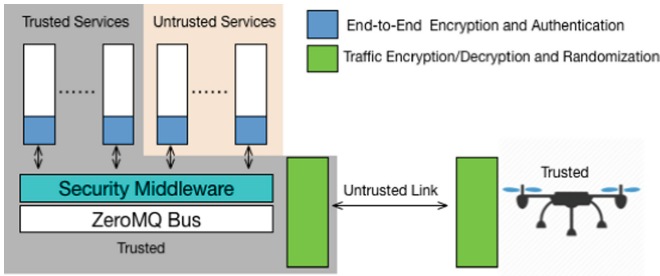 Trusted Services
Untrusted Services
End-to-End Encryption and Authentication
Traffic Encryption/Decryption and Randomization
......
......
Security Middleware
ZeroMQ Bus
Trusted
Untrusted Link
Trusted